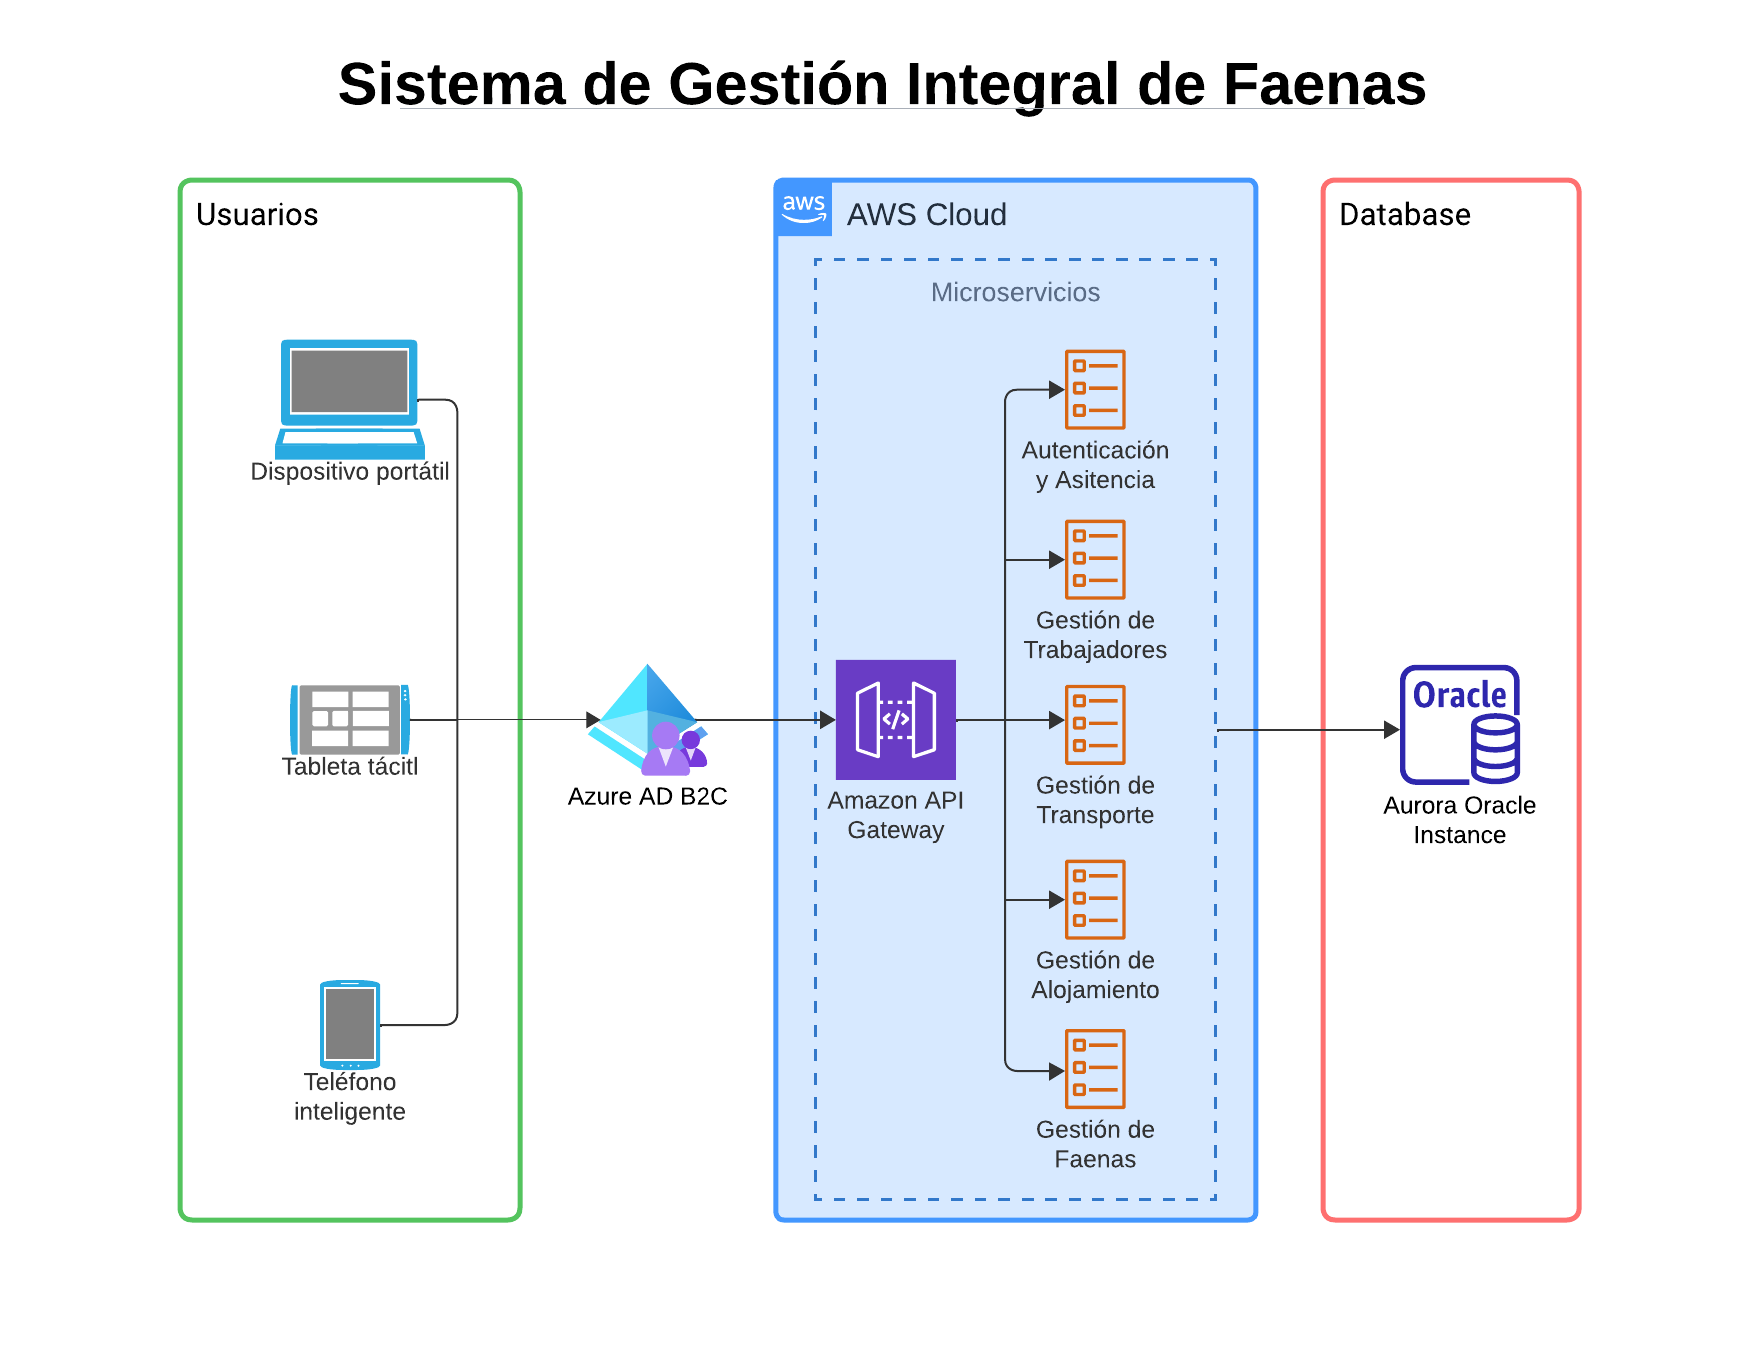 Sistema de Gestión Integral de Faenas
Usuarios
Dispositivo portátil
Tableta tácitl
Teléfono
inteligente
Azure AD B2C
aws
AWS Cloud
Microservicios
Amazon API
Gateway
Autenticación
y Asitencia
Gestión de
Trabajadores
Gestión de
Transporte
Gestión de
Alojamiento
Gestión de
Faenas
Database
Oracle
Aurora Oracle
Instance